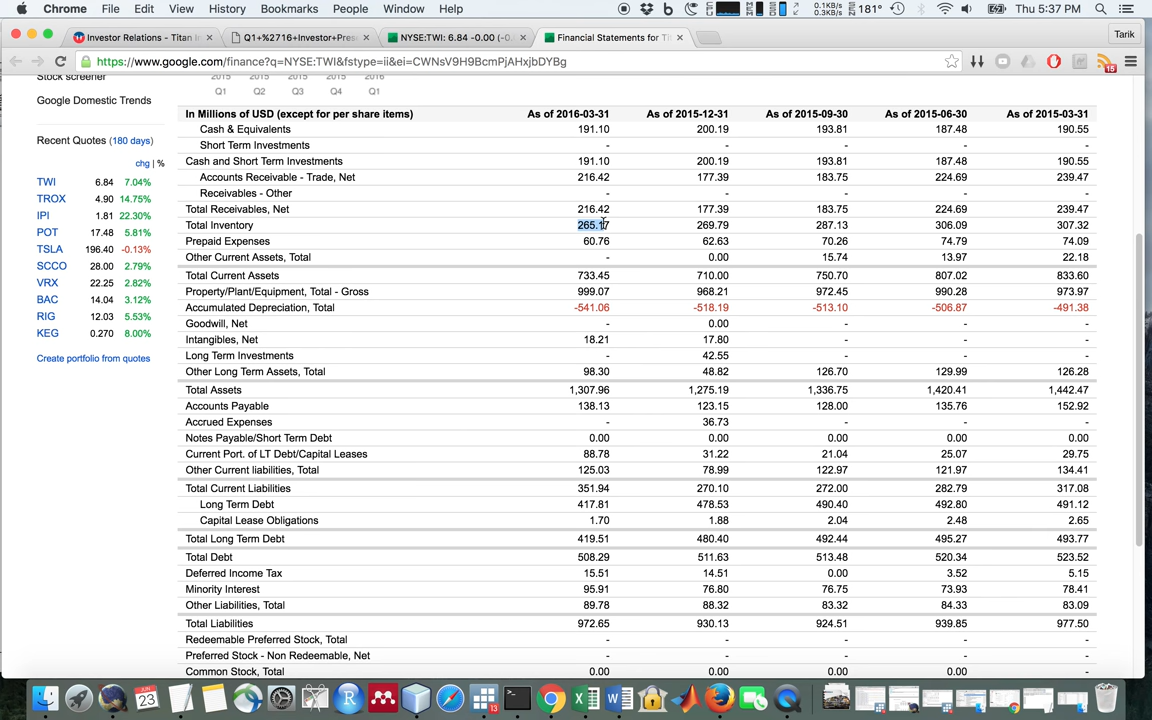 Chrome File Edit View History Bookmarks People Window Help 0.1KB/s 0.3KB/s 181° Thu 5:37 PM
Investor Relations - Titan In × Q1+%2716+Investor+Pres × NYSE:TWI: 6.84 -0.00 (-0. × Financial Statements for Ti × Tarik
https://www.google.com/finance?q=NYSE:TWI&fstype=ii&ei=CWNsV9H9BcmPjAHxjbDYBg 15
Stock screener 2015 2015 2015 2015 2016
Q1 Q2 Q3 Q4 Q1
Google Domestic Trends
In Millions of USD (except for per share items) As of 2016-03-31 As of 2015-12-31 As of 2015-09-30 As of 2015-06-30 As of 2015-03-31
Cash & Equivalents 191.10 200.19 193.81 187.48 190.55
Recent Quotes (180 days)
Short Term Investments - - - - -
chg | %
Cash and Short Term Investments 191.10 200.19 193.81 187.48 190.55
Accounts Receivable - Trade, Net 216.42 177.39 183.75 224.69 239.47
TWI 6.84 7.04%
Receivables - Other - - - - -
TROX 4.90 14.75%
Total Receivables, Net 216.42 177.39 183.75 224.69 239.47
IPI 1.81 22.30%
Total Inventory 265.17 269.79 287.13 306.09 307.32
POT 17.48 5.81%
Prepaid Expenses 60.76 62.63 70.26 74.79 74.09
TSLA 196.40 -0.13%
Other Current Assets, Total - 0.00 15.74 13.97 22.18
SCCO 28.00 2.79%
Total Current Assets 733.45 710.00 750.70 807.02 833.60
VRX 22.25 2.82%
Property/Plant/Equipment, Total - Gross 999.07 968.21 972.45 990.28 973.97
BAC 14.04 3.12%
Accumulated Depreciation, Total -541.06 -518.19 -513.10 -506.87 -491.38
RIG 12.03 5.53%
Goodwill, Net - 0.00 - - -
KEG 0.270 8.00%
Intangibles, Net 18.21 17.80 - - -
Long Term Investments - 42.55 - - -
Create portfolio from quotes
Other Long Term Assets, Total 98.30 48.82 126.70 129.99 126.28
Total Assets 1,307.96 1,275.19 1,336.75 1,420.41 1,442.47
Accounts Payable 138.13 123.15 128.00 135.76 152.92
Accrued Expenses - 36.73 - - -
Notes Payable/Short Term Debt 0.00 0.00 0.00 0.00 0.00
Current Port. of LT Debt/Capital Leases 88.78 31.22 21.04 25.07 29.75
Other Current liabilities, Total 125.03 78.99 122.97 121.97 134.41
Total Current Liabilities 351.94 270.10 272.00 282.79 317.08
Long Term Debt 417.81 478.53 490.40 492.80 491.12
Capital Lease Obligations 1.70 1.88 2.04 2.48 2.65
Total Long Term Debt 419.51 480.40 492.44 495.27 493.77
Total Debt 508.29 511.63 513.48 520.34 523.52
Deferred Income Tax 15.51 14.51 0.00 3.52 5.15
Minority Interest 95.91 76.80 76.75 73.93 78.41
Other Liabilities, Total 89.78 88.32 83.32 84.33 83.09
Total Liabilities 972.65 930.13 924.51 939.85 977.50
Redeemable Preferred Stock, Total - - - - -
Preferred Stock - Non Redeemable, Net - - - - -
Common Stock, Total 0.00 0.00 0.00 0.00 -
JUN 23 R 13